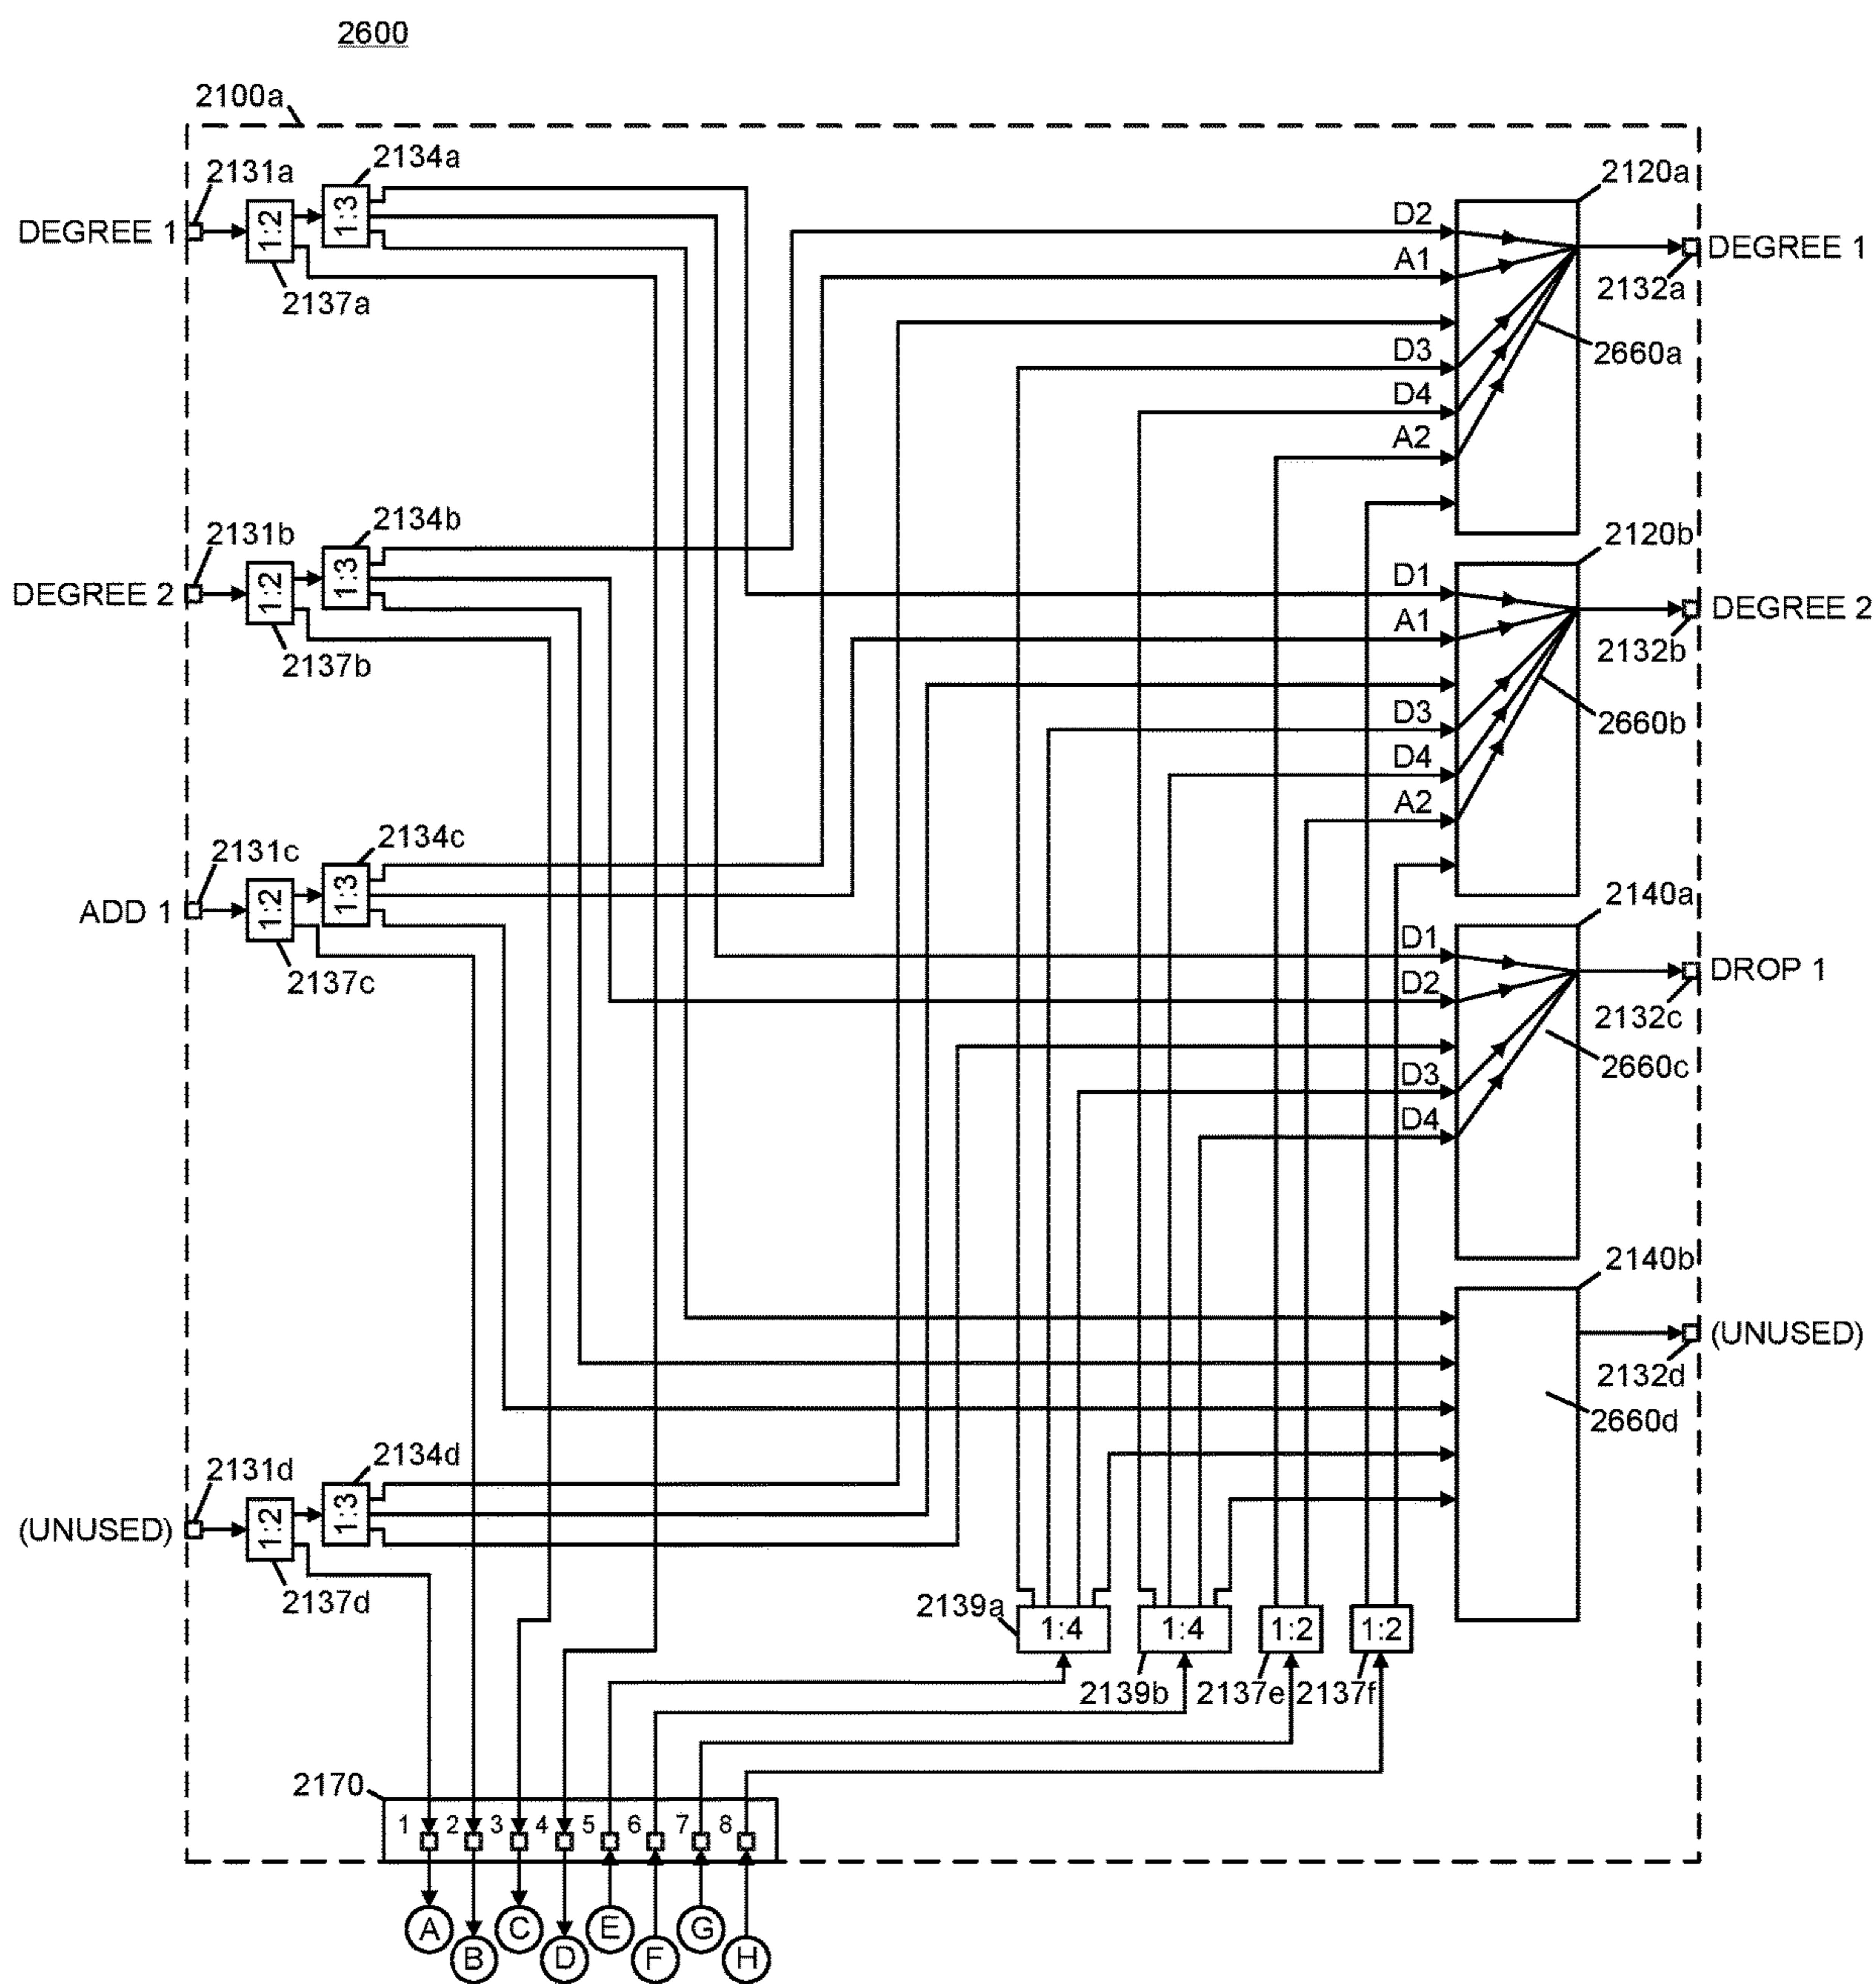 2600
2100a
2131a
2134a
2120a
DEGREE 1
1:2
1:3
D2
DEGREE 1
A1
2137a
2132a
D3
2660a
D4
A2
2131b
2134b
2120b
DEGREE 2
1:2
1:3
D1
DEGREE 2
A1
2137b
2132b
D3
2660b
D4
A2
2131c
2134c
2140a
ADD 1
1:2
1:3
D1
DROP 1
2137c
D2
2132c
D3
2660c
D4
2140b
(UNUSED)
2132d
2660d
2131d
2134d
(UNUSED)
1:2
1:3
2137d
2139a
1:4
1:4
1:2
1:2
2139b
2137e
2137f
2170
1 2 3 4 5 6 7 8
A C E G
B D F H